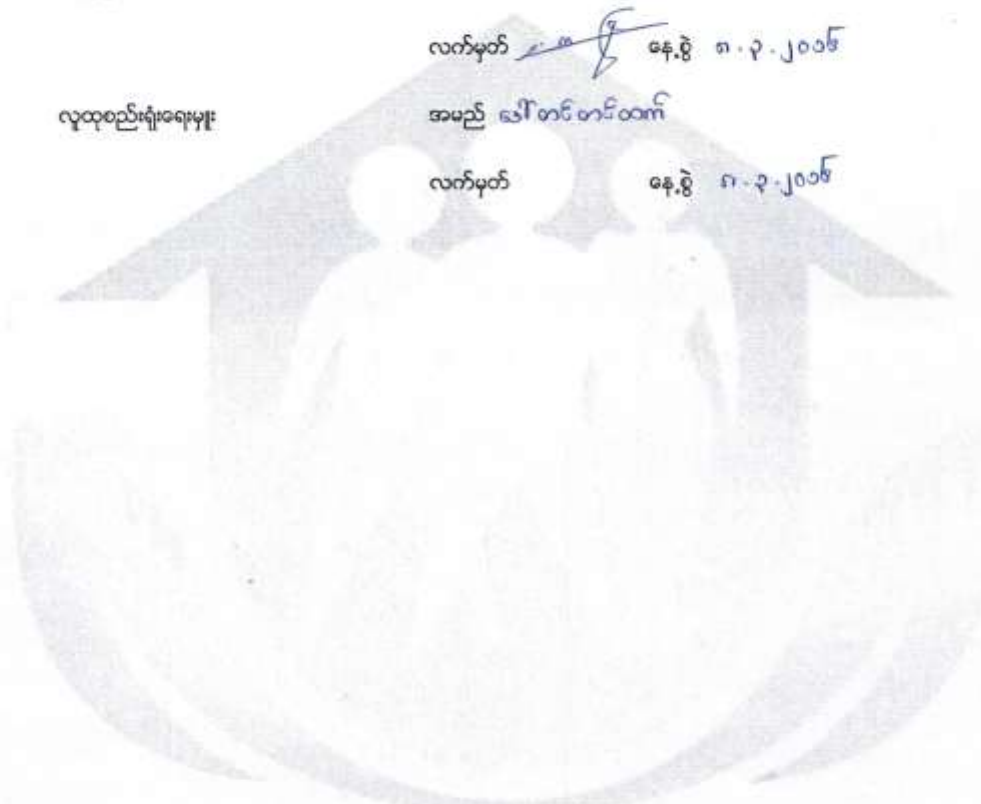 လက်မှတ် နေ့စွဲ ၈.၃.၂၀၁၆
လူထုစည်းရုံးရေးမှူး အမည် ဒေါ်တင်တင်ထဏ်
လက်မှတ် နေ့စွဲ ၈.၃.၂၀၁၆